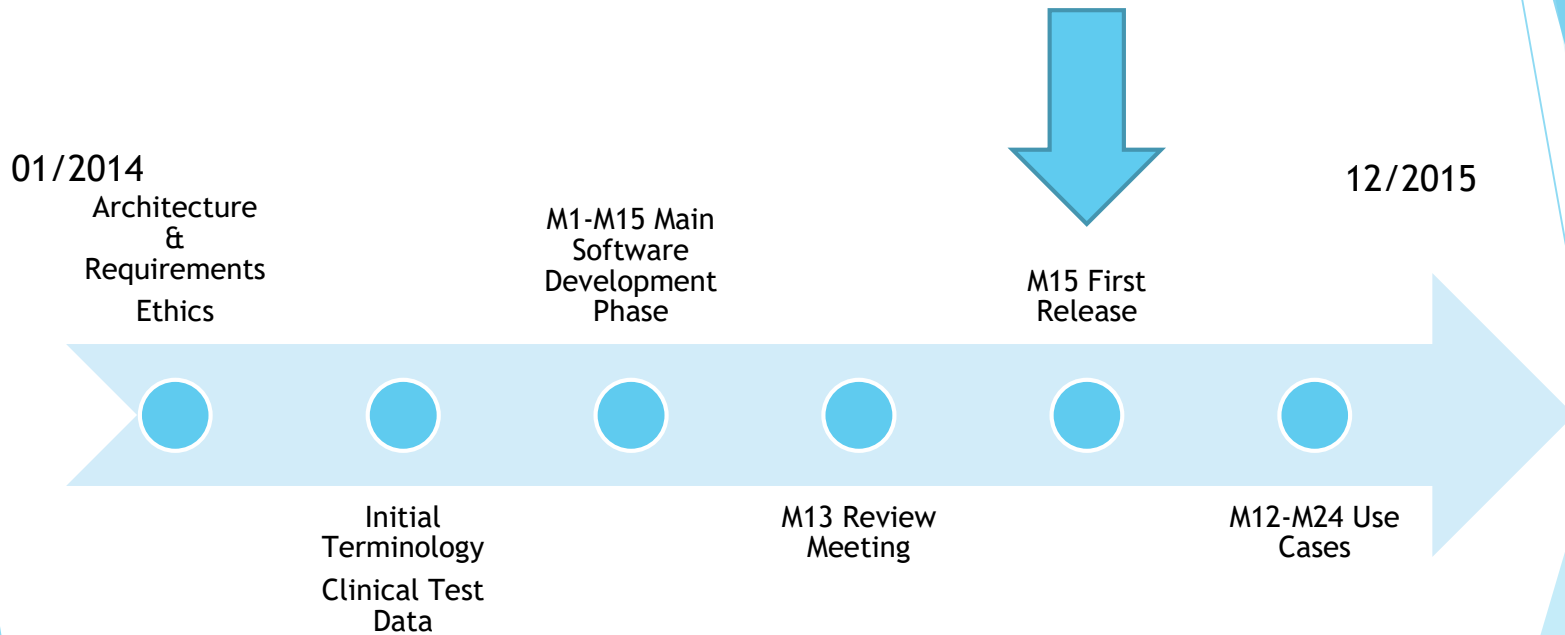 01/2014
Architecture
&
Requirements
Ethics
M1-M15 Main
Software
Development
Phase
M15 First
Release
12/2015
Initial
Terminology
Clinical Test
Data
M13 Review
Meeting
M12-M24 Use
Cases